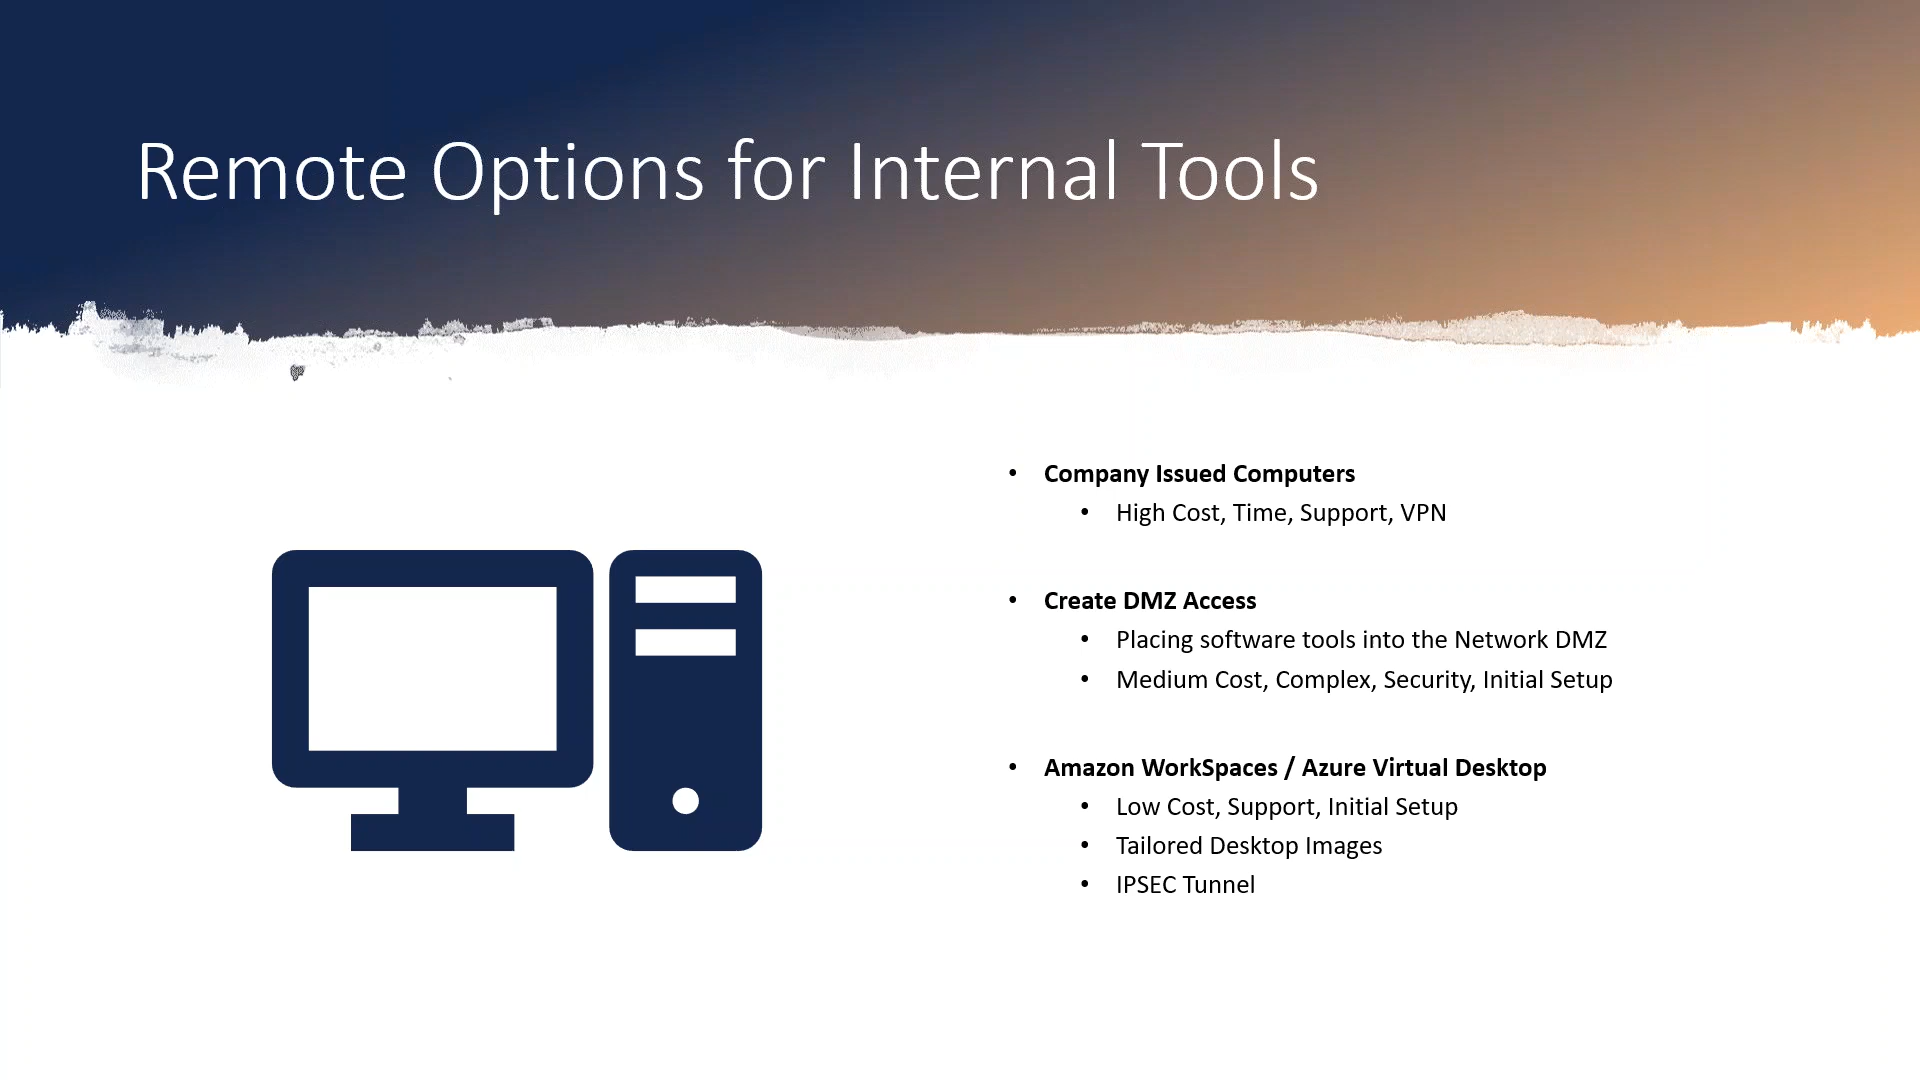 Remote Options for Internal Tools
• Company Issued Computers
• High Cost, Time, Support, VPN
• Create DMZ Access
• Placing software tools into the Network DMZ
• Medium Cost, Complex, Security, Initial Setup
• Amazon WorkSpaces / Azure Virtual Desktop
• Low Cost, Support, Initial Setup
• Tailored Desktop Images
• IPSEC Tunnel